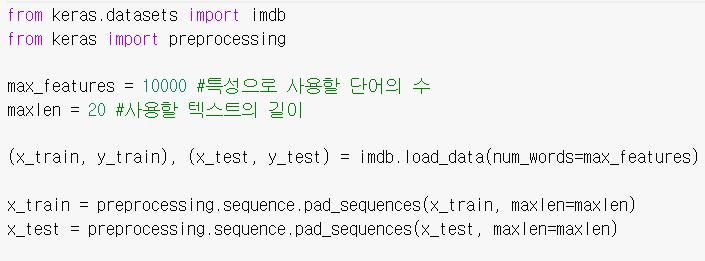 from keras.datasets import imdb
from keras import preprocessing
max_features = 10000 #특성으로 사용할 단어의 수
maxlen = 20 #사용할 텍스트의 길이
(x_train, y_train), (x_test, y_test) = imdb.load_data(num_words=max_features)
x_train = preprocessing.sequence.pad_sequences(x_train, maxlen=maxlen)
x_test = preprocessing.sequence.pad_sequences(x_test, maxlen=maxlen)